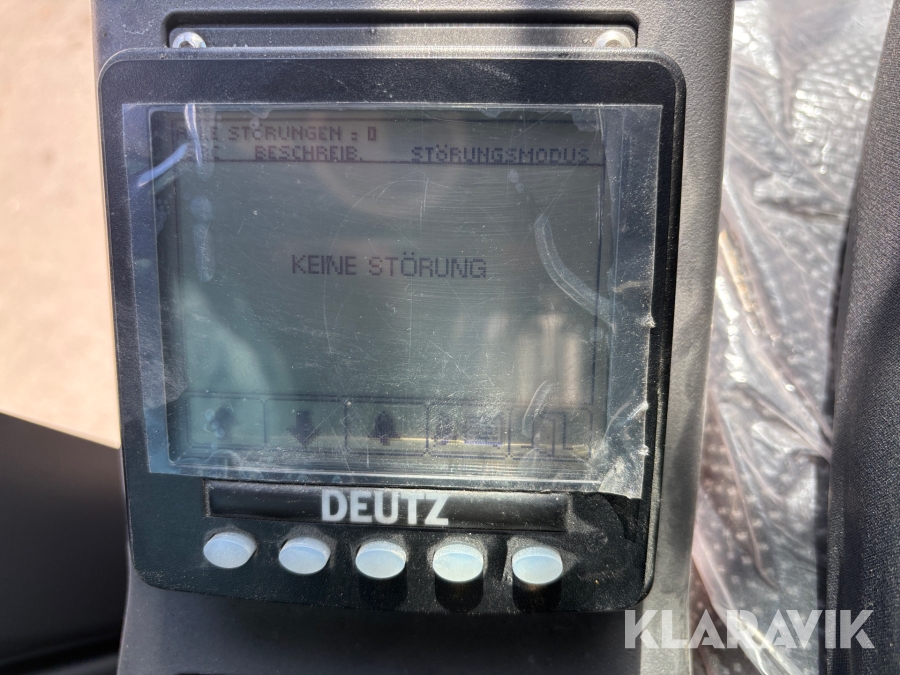 STÖRUNGEN : 0
BESCHREIB. STÖRUNGSMODUS
KEINE STÖRUNG
DEUTZ
KLARAVIK